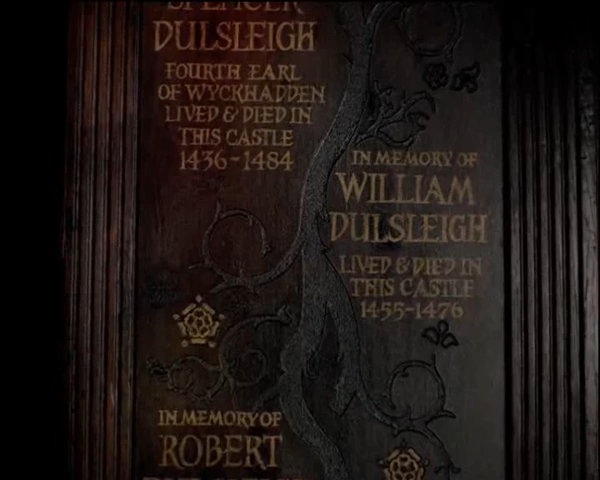 SPENCER
DULSLEIGH
FOURTH EARL
OF WYCKHADDEN
LIVED & DIED IN
THIS CASTLE
1436-1484
IN MEMORY OF
WILLIAM
DULSLEIGH
LIVED & DIED IN
THIS CASTLE
1455-1476
IN MEMORY OF
ROBERT